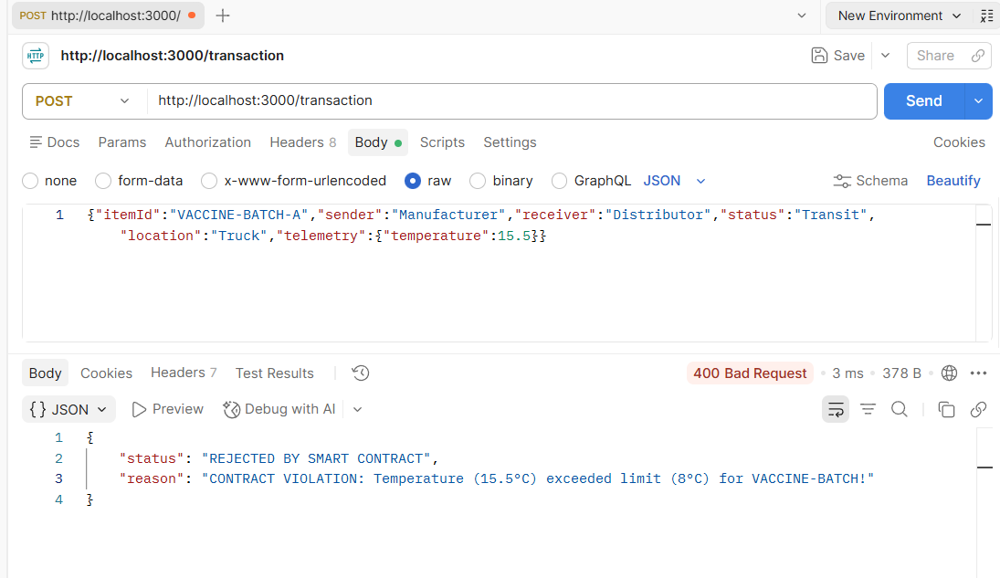 POST http://localhost:3000/
New Environment
HTTP http://localhost:3000/transaction
Save
Share
POST http://localhost:3000/transaction
Send
Docs Params Authorization Headers 8 Body Scripts Settings Cookies
none form-data x-www-form-urlencoded raw binary GraphQL JSON Schema Beautify
1 {"itemId":"VACCINE-BATCH-A","sender":"Manufacturer","receiver":"Distributor","status":"Transit",
"location":"Truck","telemetry":{"temperature":15.5}}
Body Cookies Headers 7 Test Results 400 Bad Request 3 ms 378 B
{} JSON Preview Debug with AI
1 {
2 "status": "REJECTED BY SMART CONTRACT",
3 "reason": "CONTRACT VIOLATION: Temperature (15.5°C) exceeded limit (8°C) for VACCINE-BATCH!"
4 }